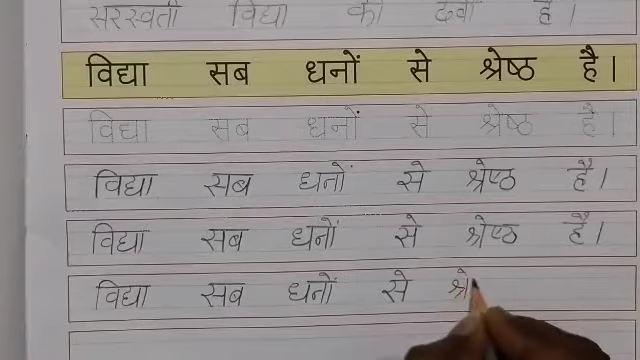 सरस्वती विद्या की देवी है।
विद्या सब धनों से श्रेष्ठ है।
विद्या सब धनों से श्रेष्ठ है।
विद्या सब धनों से श्रेष्ठ है।
विद्या सब धनों से श्रेष्ठ है।
विद्या सब धनों से श्रे